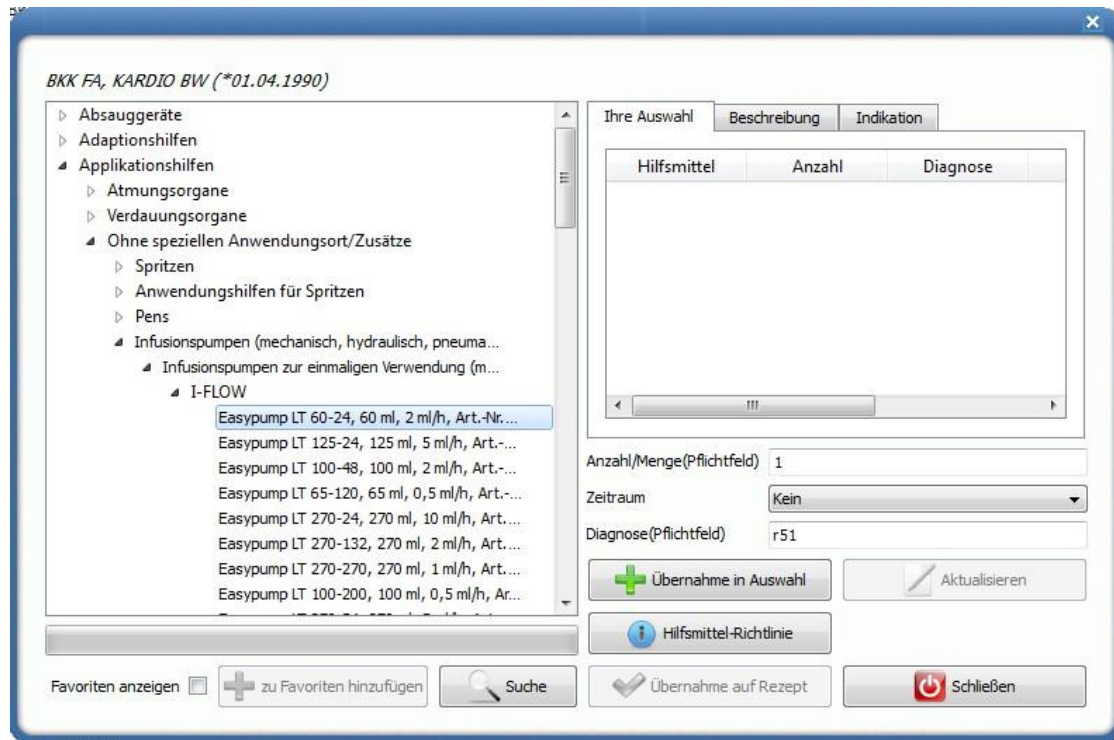 BKK FA, KARDIO BW (*01.04.1990)
Absauggeräte
Adaptionshilfen
Applikationshilfen
Atmungsorgane
Verdauungsorgane
Ohne speziellen Anwendungsort/Zusätze
Spritzen
Anwendungshilfen für Spritzen
Pens
Infusionspumpen (mechanisch, hydraulisch, pneuma...
Infusionspumpen zur einmaligen Verwendung (m...
I-FLOW
Easypump LT 60-24, 60 ml, 2 ml/h, Art.-Nr....
Easypump LT 125-24, 125 ml, 5 ml/h, Art.-...
Easypump LT 100-48, 100 ml, 2 ml/h, Art.-...
Easypump LT 65-120, 65 ml, 0,5 ml/h, Art.-...
Easypump LT 270-24, 270 ml, 10 ml/h, Art....
Easypump LT 270-132, 270 ml, 2 ml/h, Art....
Easypump LT 270-270, 270 ml, 1 ml/h, Art....
Easypump LT 100-200, 100 ml, 0,5 ml/h, Ar...
Ihre Auswahl Beschreibung Indikation
Hilfsmittel Anzahl Diagnose
Anzahl/Menge(Pflichtfeld) 1
Zeitraum Kein
Diagnose(Pflichtfeld) r51
Übernahme in Auswahl Aktualisieren
Hilfsmittel-Richtlinie
Favoriten anzeigen zu Favoriten hinzufügen Suche Übernahme auf Rezept Schließen